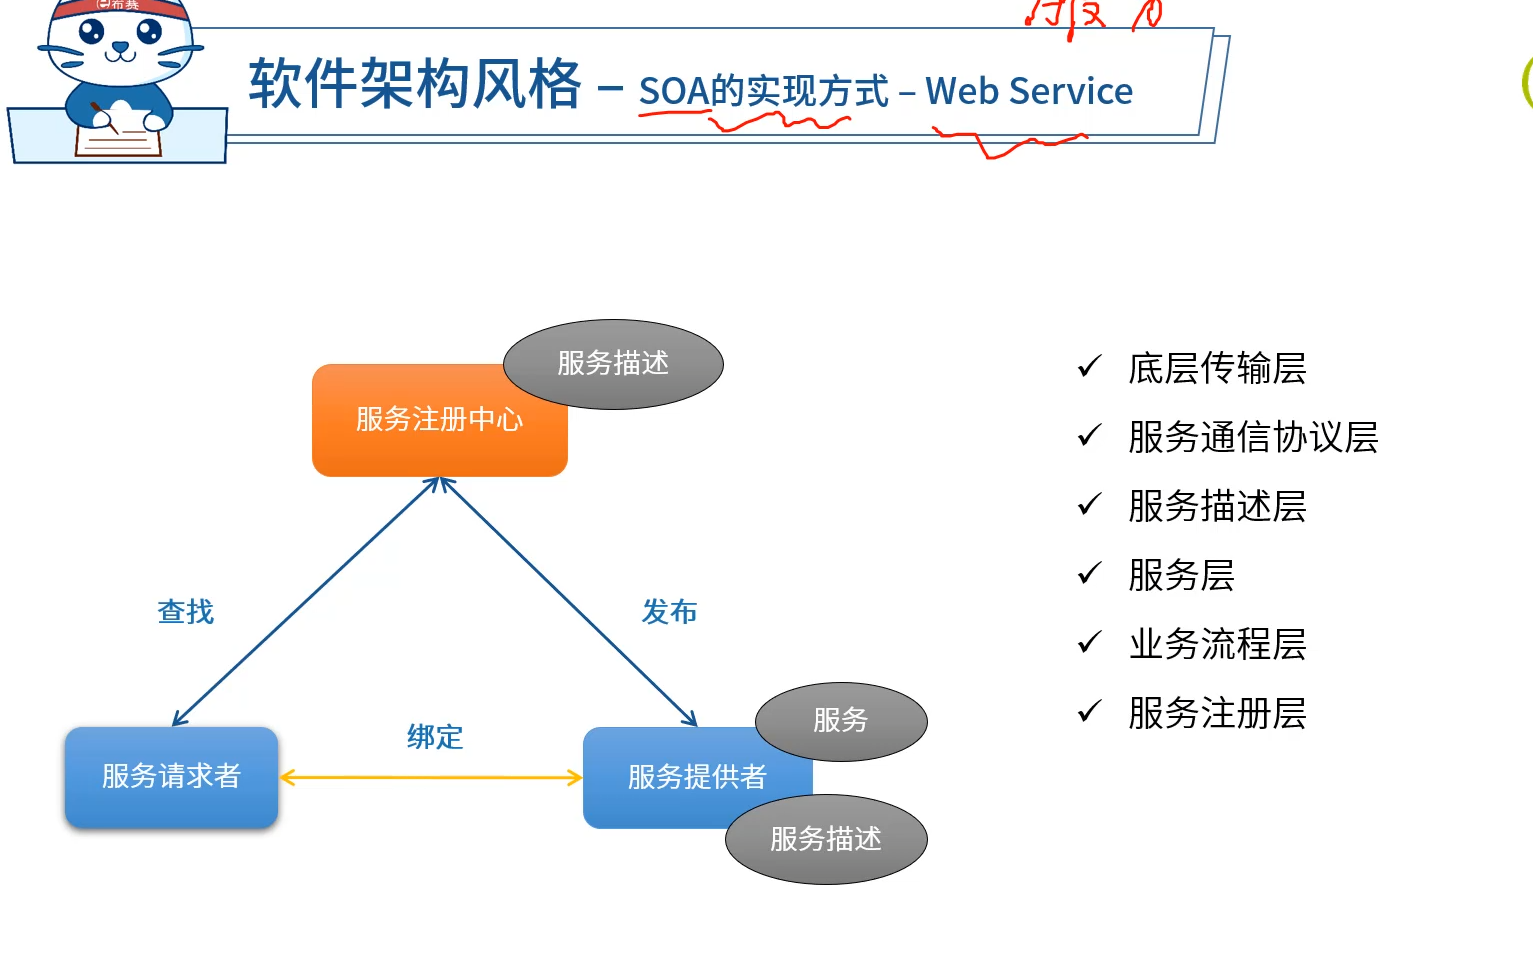 布赛
软件架构风格 – SOA的实现方式 – Web Service
服务描述
服务注册中心
查找
发布
绑定
服务请求者
服务提供者
服务
服务描述
✓ 底层传输层
✓ 服务通信协议层
✓ 服务描述层
✓ 服务层
✓ 业务流程层
✓ 服务注册层